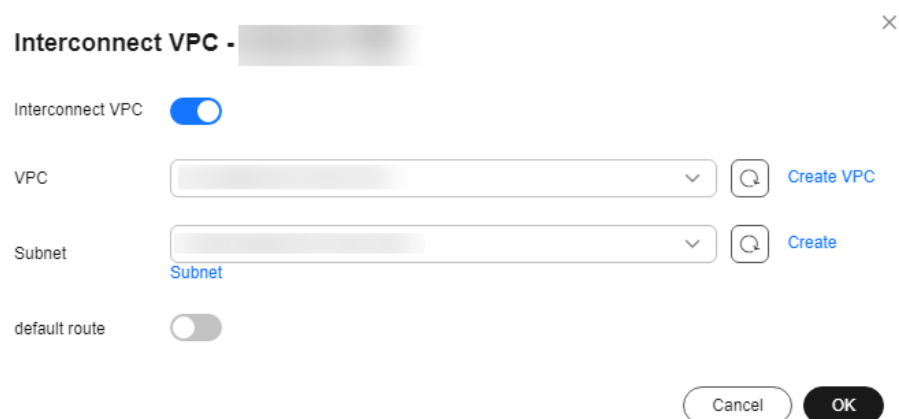 Interconnect VPC -
Interconnect VPC
VPC
Create VPC
Subnet
Create
Subnet
default route
Cancel
OK